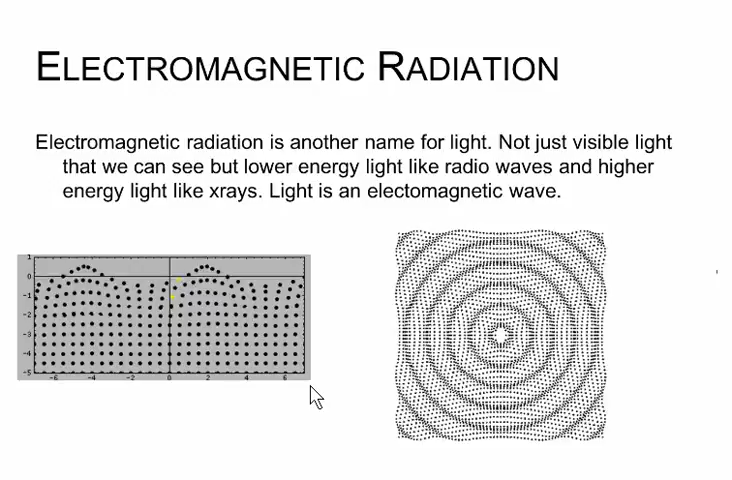 ELECTROMAGNETIC RADIATION
Electromagnetic radiation is another name for light. Not just visible light
that we can see but lower energy light like radio waves and higher
energy light like xrays. Light is an electomagnetic wave.
1
0
-1
-2
-3
-4
-5
-6 -4 -2 0 2 4 6